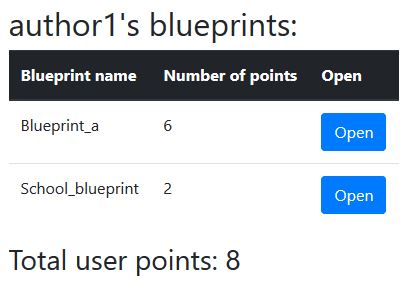 author1's blueprints:
Blueprint name Number of points Open
Blueprint_a 6 Open
School_blueprint 2 Open
Total user points: 8